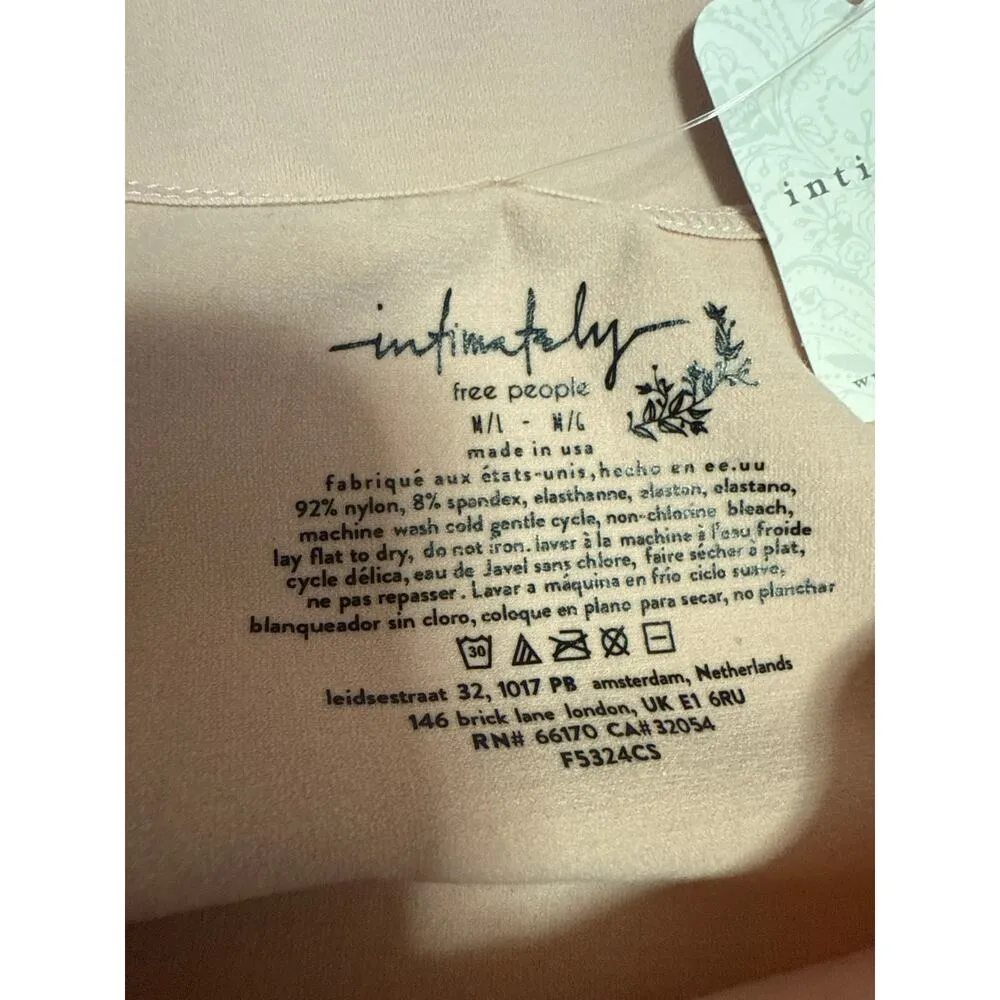 inti
intimately
free people
M/L - M/G
made in usa
fabriqué aux états-unis, hecho en ee.uu
92% nylon, 8% spandex, elasthanne, elastan, elastano,
machine wash cold gentle cycle, non-chlorine bleach,
lay flat to dry, do not iron. laver à la machine à l'eau froide
cycle délica, eau de Javel sans chlore, faire sécher à plat,
ne pas repasser. Lavar a máquina en frío ciclo suave,
blanqueador sin cloro, coloque en plano para secar, no planchar
30
leidsestraat 32, 1017 PB amsterdam, Netherlands
146 brick lane london, UK E1 6RU
RN# 66170 CA# 32054
F5324CS